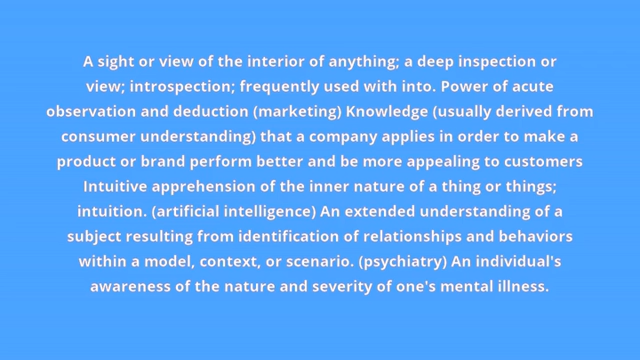 A sight or view of the interior of anything; a deep inspection or
view; introspection; frequently used with into. Power of acute
observation and deduction (marketing) Knowledge (usually derived from
consumer understanding) that a company applies in order to make a
product or brand perform better and be more appealing to customers
Intuitive apprehension of the inner nature of a thing or things;
intuition. (artificial intelligence) An extended understanding of a
subject resulting from identification of relationships and behaviors
within a model, context, or scenario. (psychiatry) An individual's
awareness of the nature and severity of one's mental illness.